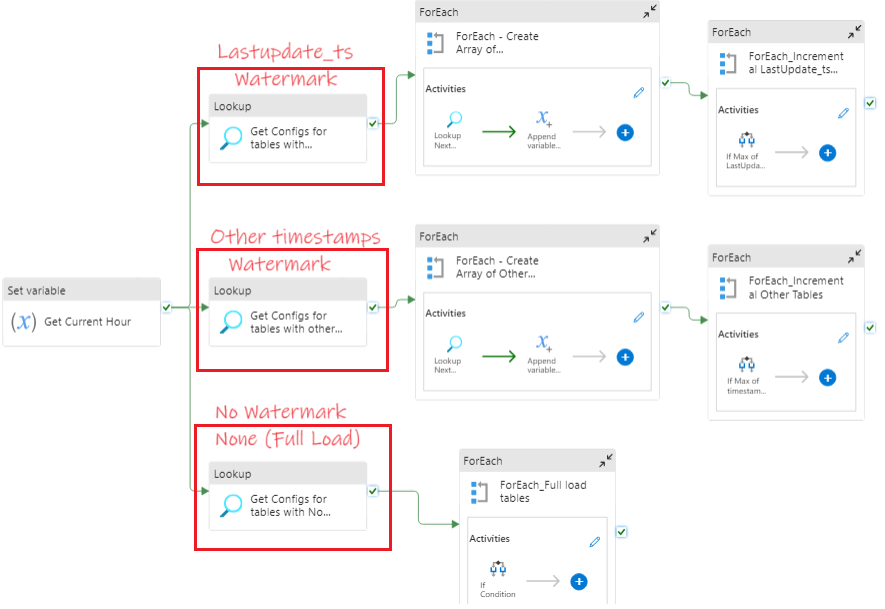 ForEach
ForEach - Create
Array of...
Activities
Lookup
Next...
Append
variable...
ForEach
ForEach_Increment
al LastUpdate_ts...
Activities
If Max of
LastUpda...
Lastupdate_ts
Watermark
Lookup
Get Configs for
tables with...
Other timestamps
Watermark
Lookup
Get Configs for
tables with other...
ForEach
ForEach - Create
Array of Other...
Activities
Lookup
Next...
Append
variable...
ForEach
ForEach_Increment
al Other Tables
Activities
If Max of
timestam...
Set variable
(x) Get Current Hour
No Watermark
None (Full Load)
Lookup
Get Configs for
tables with No...
ForEach
ForEach_Full load
tables
Activities
If
Condition